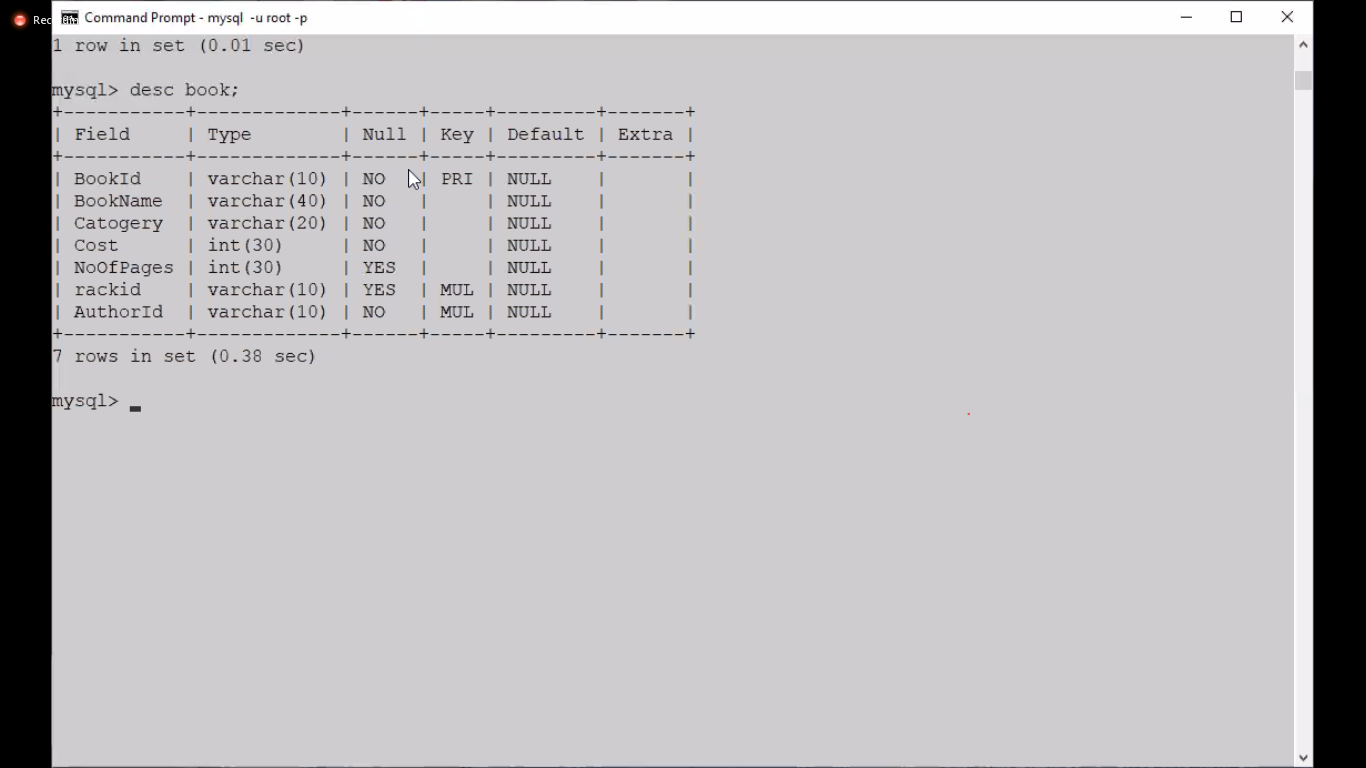 Rec
Command Prompt - mysql  -u root -p
1 row in set (0.01 sec)
mysql> desc book;
+-----------+-------------+------+-----+---------+-------+
| Field     | Type        | Null | Key | Default | Extra |
+-----------+-------------+------+-----+---------+-------+
| BookId    | varchar(10) | NO   | PRI | NULL    |       |
| BookName  | varchar(40) | NO   |     | NULL    |       |
| Catogery  | varchar(20) | NO   |     | NULL    |       |
| Cost      | int(30)     | NO   |     | NULL    |       |
| NoOfPages | int(30)     | YES  |     | NULL    |       |
| rackid    | varchar(10) | YES  | MUL | NULL    |       |
| AuthorId  | varchar(10) | NO   | MUL | NULL    |       |
+-----------+-------------+------+-----+---------+-------+
7 rows in set (0.38 sec)
mysql>